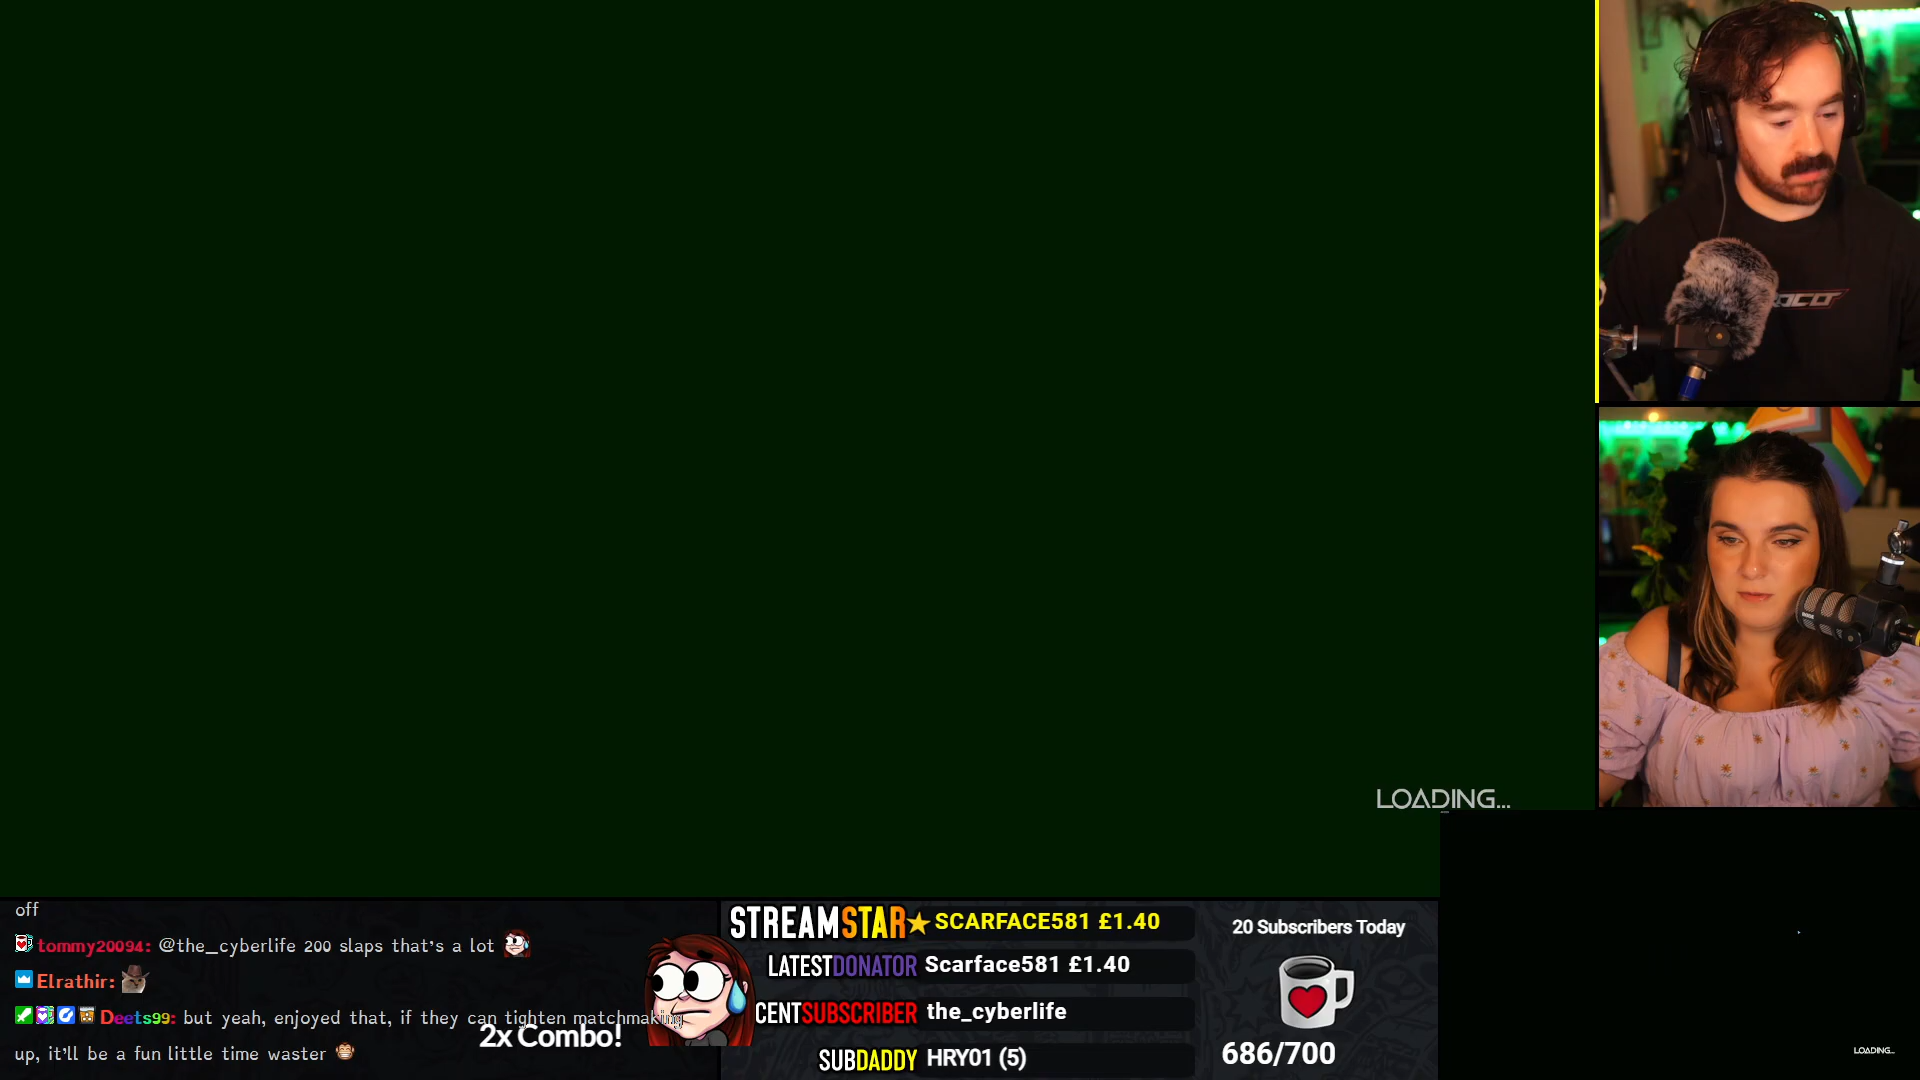 LOADING...
off
tommy20094: @the_cyberlife 200 slaps that's a lot
Elrathir:
Deets99: but yeah, enjoyed that, if they can tighten matchmaking
up, it'll be a fun little time waster
2x Combo!
STREAMSTAR★SCARFACE581 £1.40
LATESTDONATOR Scarface581 £1.40
CENTSUBSCRIBER the_cyberlife
SUBDADDY HRY01 (5)
20 Subscribers Today
686/700
LOADING...